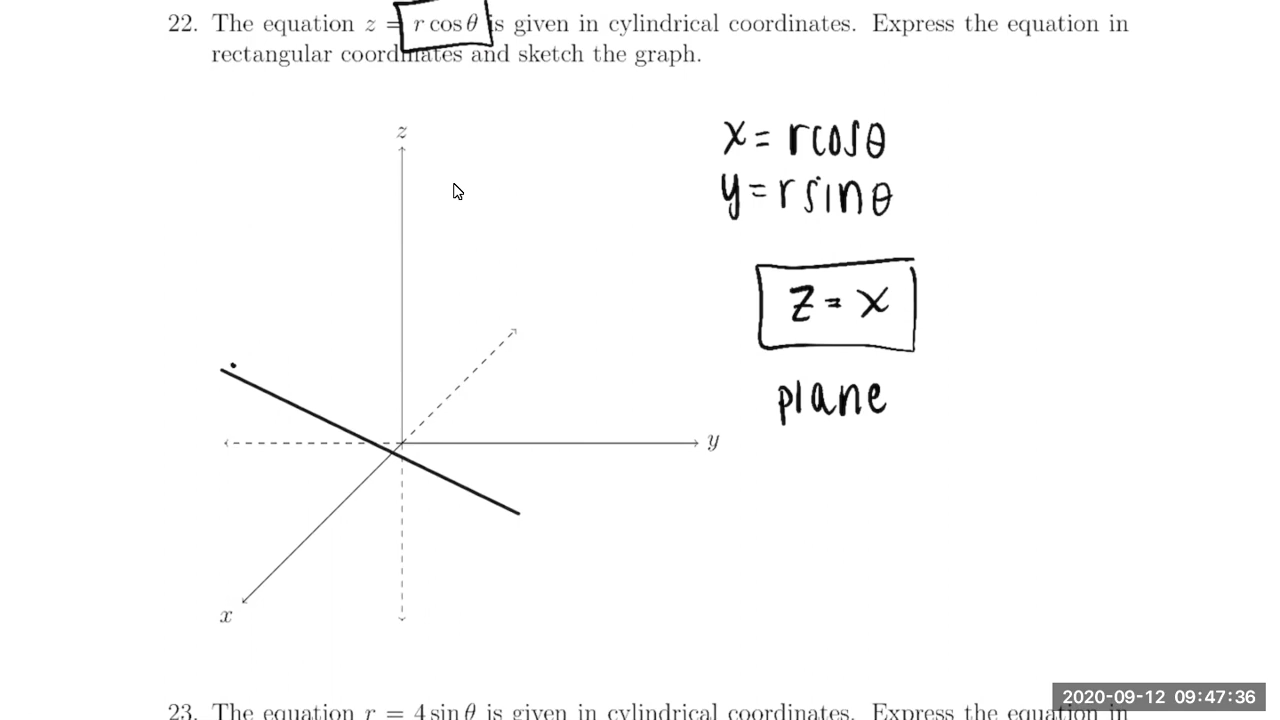 22. The equation z = r cos θ is given in cylindrical coordinates. Express the equation in
rectangular coordinates and sketch the graph.
z
x = r cos θ
y = r sin θ
z = x
plane
y
x
2020-09-12 09:47:36
23. The equation r = 4 sin θ is given in cylindrical coordinates. Express the equation in